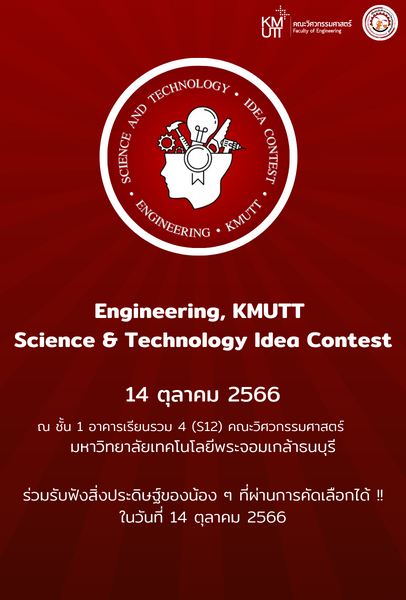 KM
UTT
คณะวิศวกรรมศาสตร์
Faculty of Engineering
SCIENCE AND TECHNOLOGY • IDEA CONTEST •
• ENGINEERING • KMUTT •
Engineering, KMUTT
Science & Technology Idea Contest
14 ตุลาคม 2566
ณ ชั้น 1 อาคารเรียนรวม 4 (S12) คณะวิศวกรรมศาสตร์
มหาวิทยาลัยเทคโนโลยีพระจอมเกล้าธนบุรี
ร่วมรับฟังสิ่งประดิษฐ์ของน้อง ๆ ที่ผ่านการคัดเลือกได้ !!
ในวันที่ 14 ตุลาคม 2566